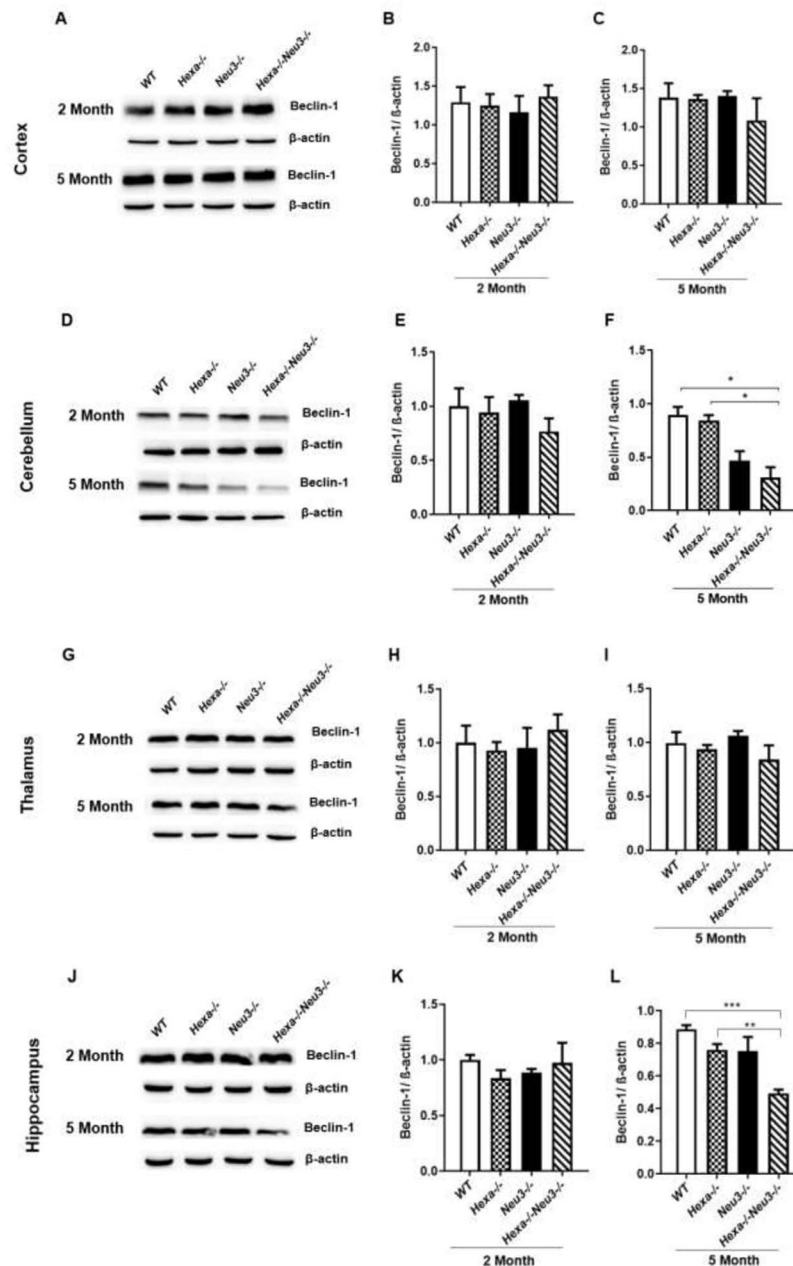 A
WT
Hexa-/-
Neu3-/-
Hexa-/-Neu3-/-
Cortex
2 Month
Beclin-1
β-actin
5 Month
Beclin-1
β-actin
B
Beclin-1/ ß-actin
2.0
1.5
1.0
0.5
0.0
WT
Hexa-/-
Neu3-/-
Hexa-/-Neu3-/-
2 Month
C
Beclin-1/ ß-actin
2.0
1.5
1.0
0.5
0.0
WT
Hexa-/-
Neu3-/-
Hexa-/-Neu3-/-
5 Month
D
WT
Hexa-/-
Neu3-/-
Hexa-/-Neu3-/-
Cerebellum
2 Month
Beclin-1
β-actin
5 Month
Beclin-1
β-actin
E
Beclin-1/ ß-actin
1.5
1.0
0.5
0.0
WT
Hexa-/-
Neu3-/-
Hexa-/-Neu3-/-
2 Month
F
Beclin-1/ ß-actin
1.5
1.0
0.5
0.0
*
*
WT
Hexa-/-
Neu3-/-
Hexa-/-Neu3-/-
5 Month
G
WT
Hexa-/-
Neu3-/-
Hexa-/-Neu3-/-
Thalamus
2 Month
Beclin-1
β-actin
5 Month
Beclin-1
β-actin
H
Beclin-1/ ß-actin
1.5
1.0
0.5
0.0
WT
Hexa-/-
Neu3-/-
Hexa-/-Neu3-/-
2 Month
I
Beclin-1/ ß-actin
1.5
1.0
0.5
0.0
WT
Hexa-/-
Neu3-/-
Hexa-/-Neu3-/-
5 Month
J
WT
Hexa-/-
Neu3-/-
Hexa-/-Neu3-/-
Hippocampus
2 Month
Beclin-1
β-actin
5 Month
Beclin-1
β-actin
K
Beclin-1/ ß-actin
1.5
1.0
0.5
0.0
WT
Hexa-/-
Neu3-/-
Hexa-/-Neu3-/-
2 Month
L
Beclin-1/ ß-actin
1.0
0.8
0.6
0.4
0.2
0.0
***
**
WT
Hexa-/-
Neu3-/-
Hexa-/-Neu3-/-
5 Month